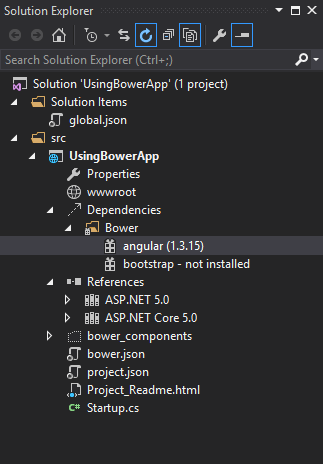 Solution Explorer
Search Solution Explorer (Ctrl+;)
Solution 'UsingBowerApp' (1 project)
Solution Items
global.json
src
UsingBowerApp
Properties
wwwroot
Dependencies
Bower
angular (1.3.15)
bootstrap - not installed
References
ASP.NET 5.0
ASP.NET Core 5.0
bower_components
bower.json
project.json
Project_Readme.html
C# Startup.cs